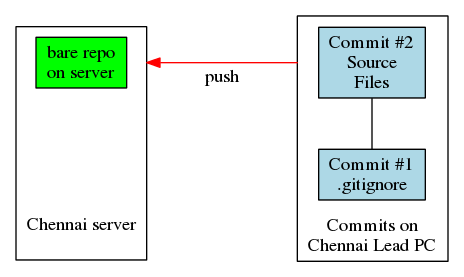 bare repo
on server
push
Chennai server
Commit #2
Source
Files
Commit #1
.gitignore
Commits on
Chennai Lead PC